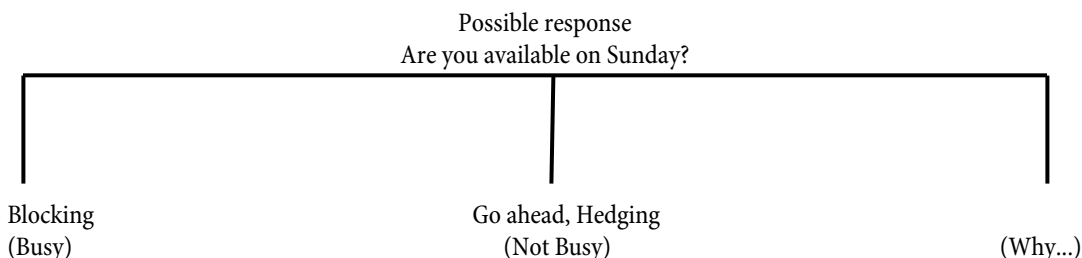 Possible response
Are you available on Sunday?
Blocking
(Busy)
Go ahead, Hedging
(Not Busy)
(Why...)